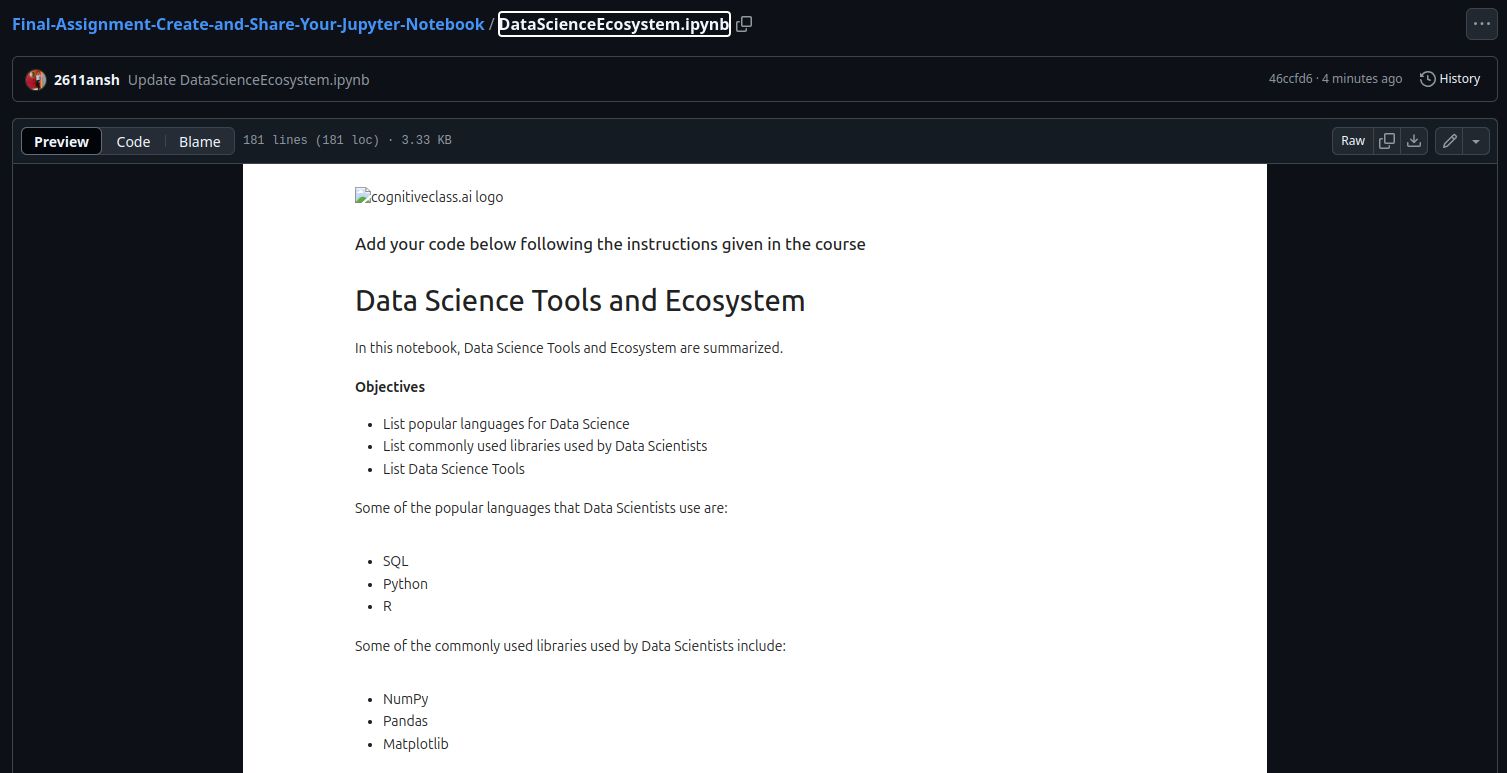 Final-Assignment-Create-and-Share-Your-Jupyter-Notebook / DataScienceEcosystem.ipynb
2611ansh Update DataScienceEcosystem.ipynb 46ccfd6 · 4 minutes ago History
Preview Code Blame 181 lines (181 loc) · 3.33 KB Raw
cognitiveclass.ai logo
Add your code below following the instructions given in the course
Data Science Tools and Ecosystem
In this notebook, Data Science Tools and Ecosystem are summarized.
Objectives
• List popular languages for Data Science
• List commonly used libraries used by Data Scientists
• List Data Science Tools
Some of the popular languages that Data Scientists use are:
• SQL
• Python
• R
Some of the commonly used libraries used by Data Scientists include:
• NumPy
• Pandas
• Matplotlib